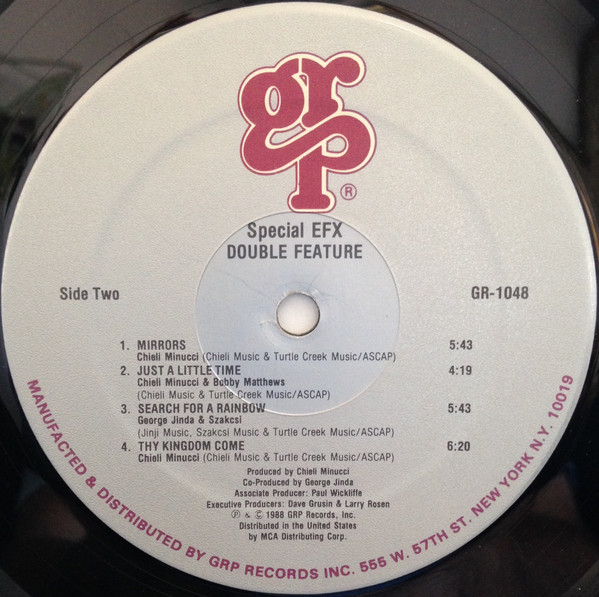 grp®
Special EFX
DOUBLE FEATURE
Side Two
GR-1048
1. MIRRORS 5:43
Chieli Minucci (Chieli Music & Turtle Creek Music/ASCAP)
2. JUST A LITTLE TIME 4:19
Chieli Minucci & Bobby Matthews
(Chieli Music & Turtle Creek Music/ASCAP)
3. SEARCH FOR A RAINBOW 5:43
George Jinda & Szakcsi
(Jinji Music, Szakcsi Music & Turtle Creek Music/ASCAP)
4. THY KINGDOM COME 6:20
Chieli Minucci (Chieli Music & Turtle Creek Music/ASCAP)
Produced by Chieli Minucci
Co-Produced by George Jinda
Associate Producer: Paul Wickliffe
Executive Producers: Dave Grusin & Larry Rosen
℗ & © 1988 GRP Records, Inc.
Distributed in the United States
by MCA Distributing Corp.
MANUFACTED & DISTRIBUTED BY GRP RECORDS INC. 555 W. 57TH ST. NEW YORK N.Y. 10019